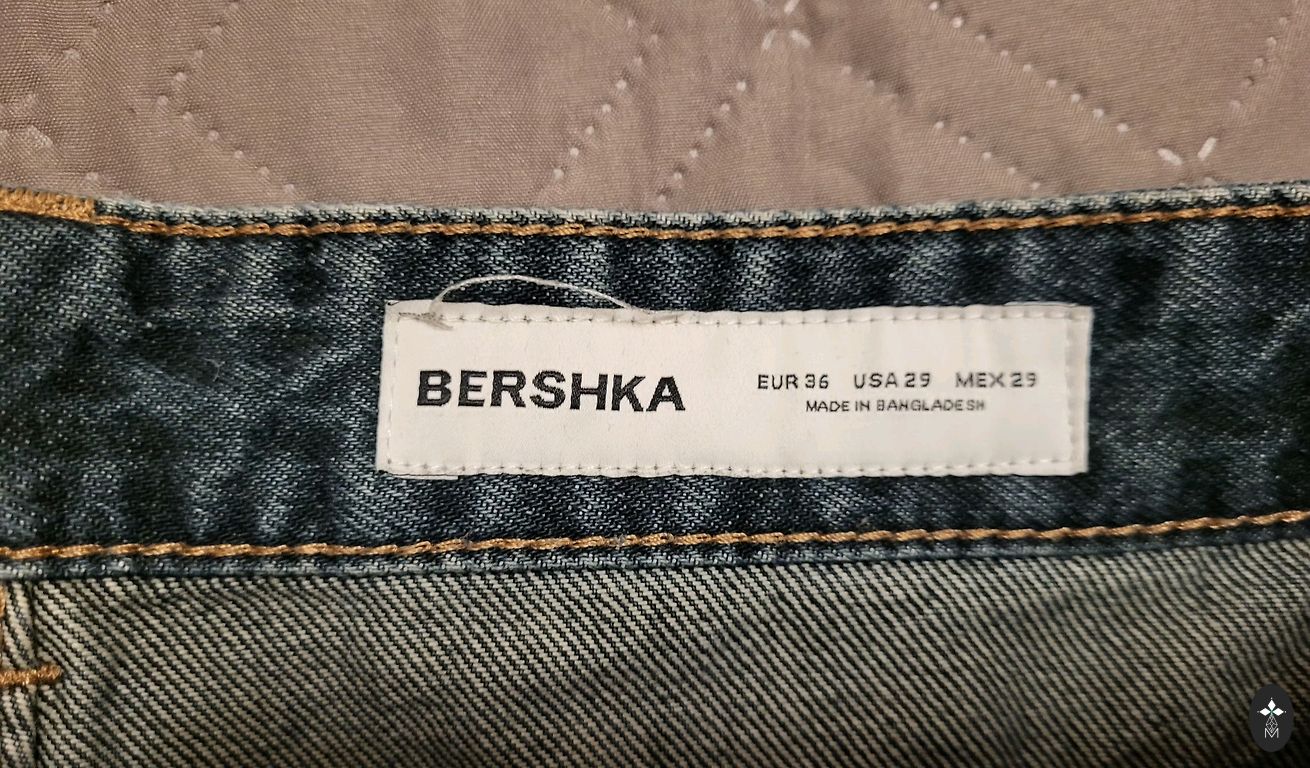 BERSHKA
EUR 36 USA 29 MEX 29
MADE IN BANGLADESH
M